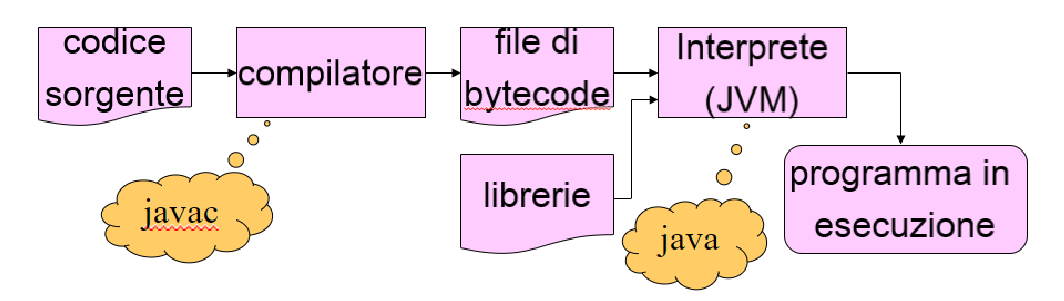 codice
sorgente
compilatore
file di
bytecode
Interprete
(JVM)
librerie
programma in
esecuzione
javac
java